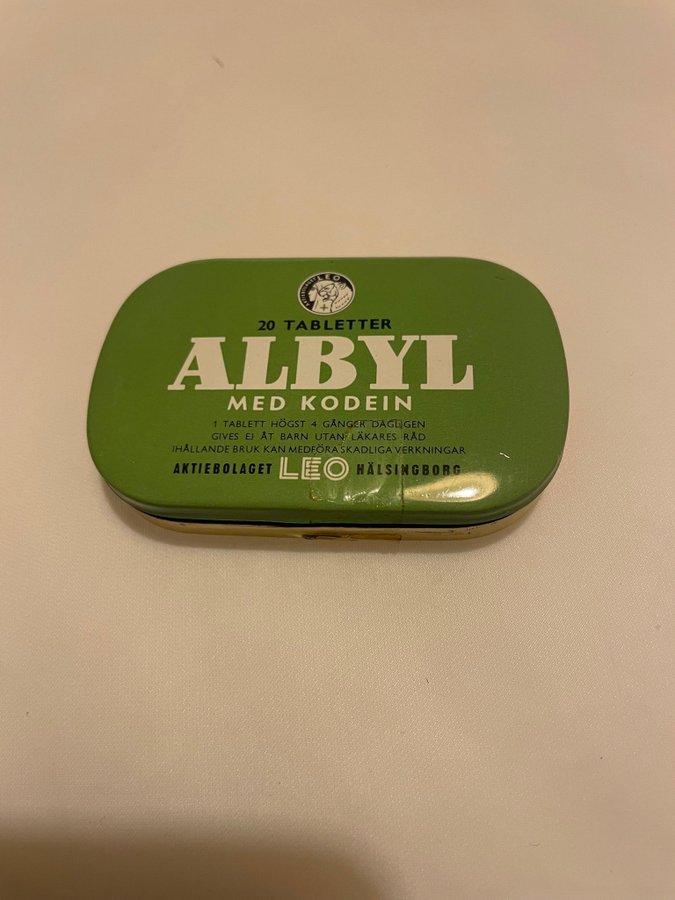 LEO
20 TABLETTER
ALBYL
MED KODEIN
1 TABLETT HÖGST 4 GÅNGER DAGLIGEN
GIVES EJ ÅT BARN UTAN LÄKARES RÅD
IHÅLLANDE BRUK KAN MEDFÖRA SKADLIGA VERKNINGAR
AKTIEBOLAGET LEO HÄLSINGBORG